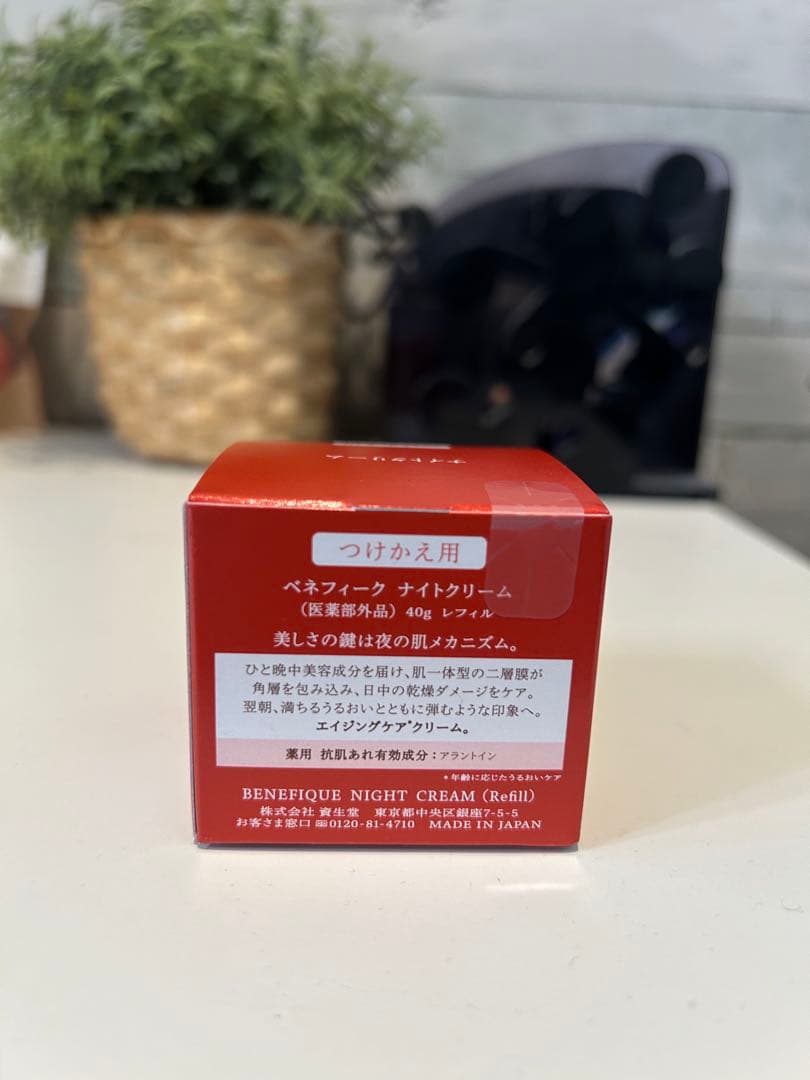 ナイトクリーム
つけかえ用
ベネフィーク ナイトクリーム
（医薬部外品） 40g レフィル
美しさの鍵は夜の肌メカニズム。
ひと晩中美容成分を届け、肌一体型の二層膜が
角層を包み込み、日中の乾燥ダメージをケア。
翌朝、満ちるうるおいとともに弾むような印象へ。
エイジングケア*クリーム。
薬用 抗肌あれ有効成分：アラントイン
*年齢に応じたうるおいケア
BENEFIQUE NIGHT CREAM (Refill)
株式会社 資生堂 東京都中央区銀座7-5-5
お客さま窓口 0120-81-4710 MADE IN JAPAN